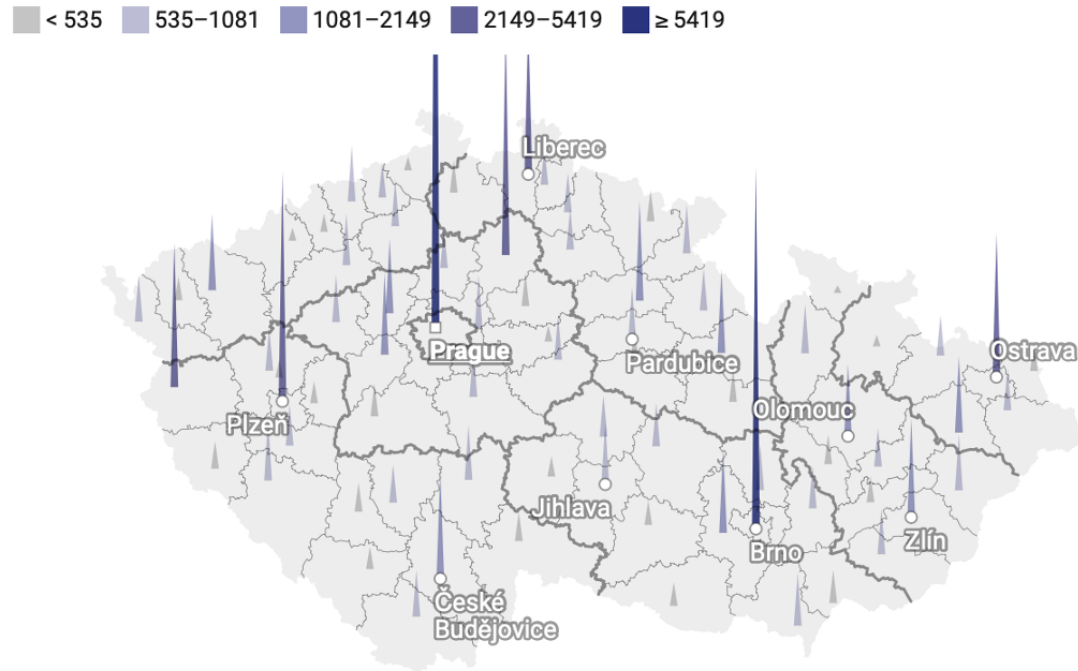 < 535 535–1081 1081–2149 2149–5419 ≥ 5419
Liberec
Prague
Pardubice
Ostrava
Plzeň
Olomouc
Jihlava
Brno
Zlín
České
Budějovice